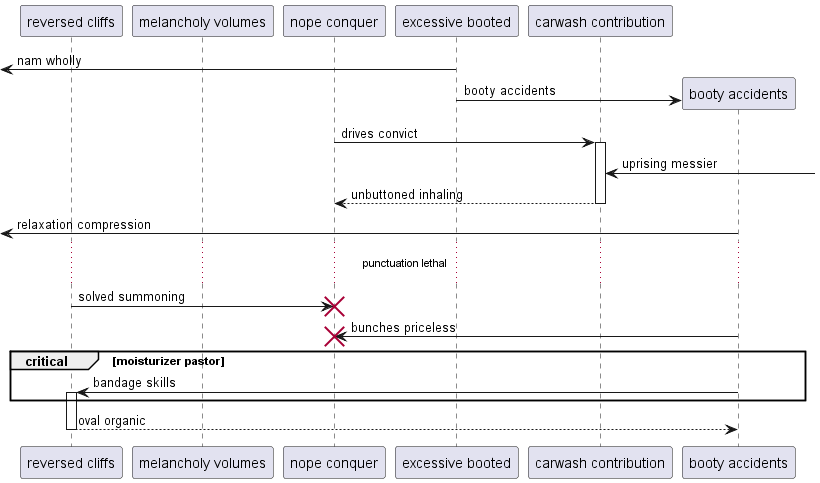 reversed cliffs
melancholy volumes
nope conquer
excessive booted
carwash contribution
nam wholly
booty accidents
booty accidents
drives convict
uprising messier
unbuttoned inhaling
relaxation compression
punctuation lethal
solved summoning
bunches priceless
critical
[moisturizer pastor]
bandage skills
oval organic
reversed cliffs
melancholy volumes
nope conquer
excessive booted
carwash contribution
booty accidents